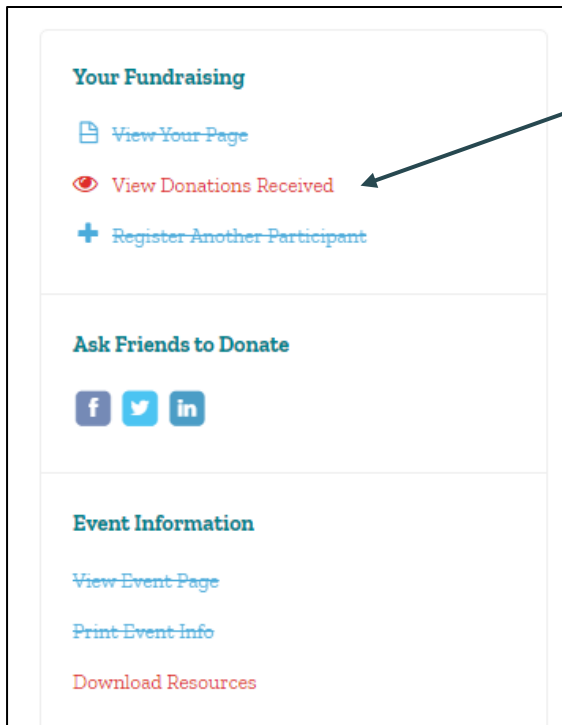 Your Fundraising
View Your Page
View Donations Received
Register Another Participant
Ask Friends to Donate
f in
Event Information
View Event Page
Print Event Info
Download Resources